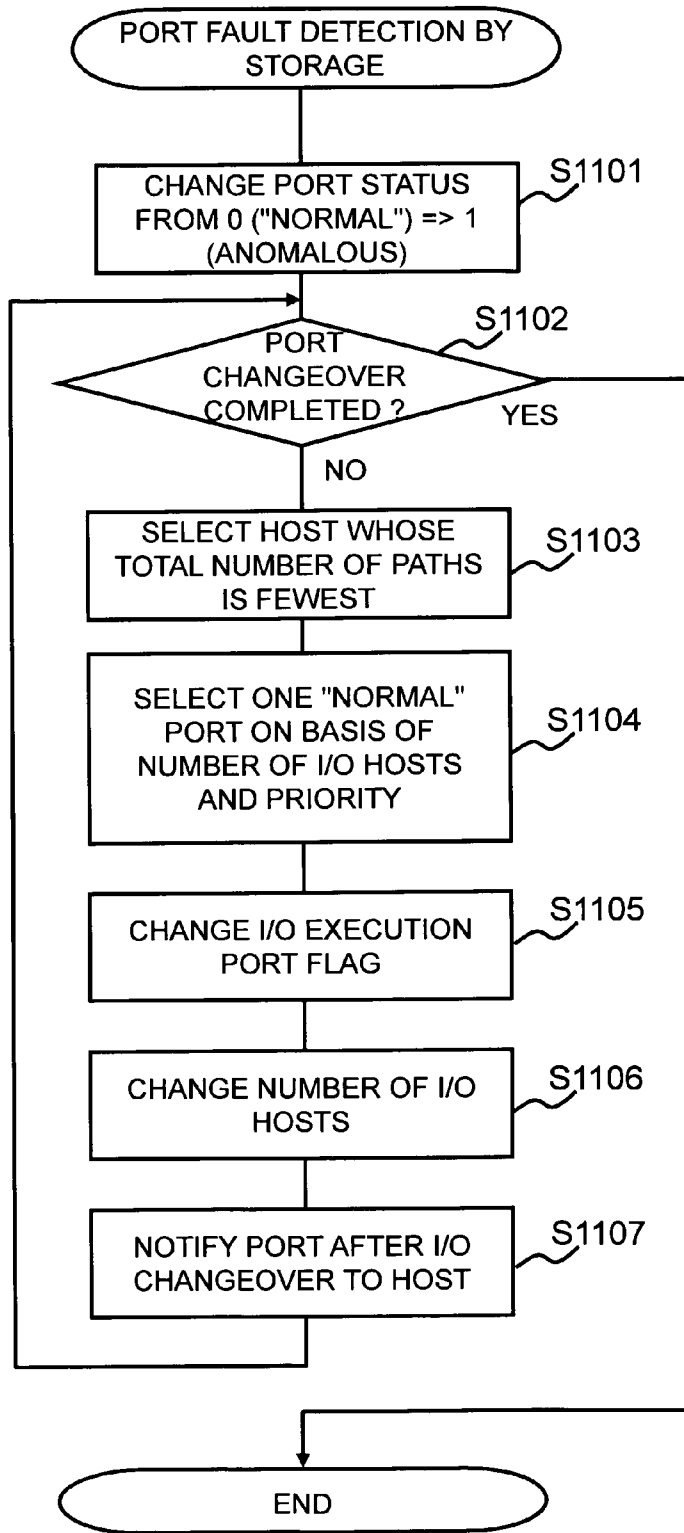 PORT FAULT DETECTION BY
STORAGE
S1101
CHANGE PORT STATUS
FROM 0 ("NORMAL") => 1
(ANOMALOUS)
S1102
PORT
CHANGEOVER
COMPLETED ?
YES
NO
S1103
SELECT HOST WHOSE
TOTAL NUMBER OF PATHS
IS FEWEST
S1104
SELECT ONE "NORMAL"
PORT ON BASIS OF
NUMBER OF I/O HOSTS
AND PRIORITY
S1105
CHANGE I/O EXECUTION
PORT FLAG
S1106
CHANGE NUMBER OF I/O
HOSTS
S1107
NOTIFY PORT AFTER I/O
CHANGEOVER TO HOST
END